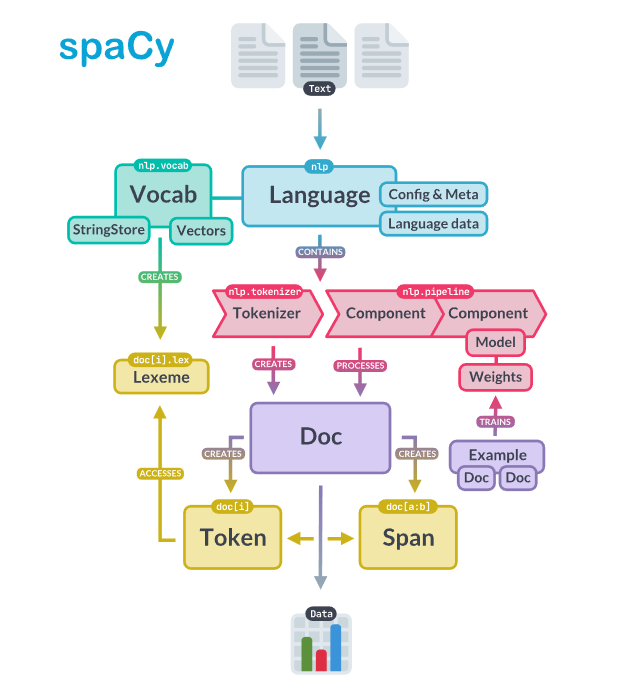 spaCy
Text
nlp.vocab
nlp
Vocab
Language
Config & Meta
StringStore
Vectors
Language data
CONTAINS
CREATES
nlp.tokenizer
nlp.pipeline
Tokenizer
Component
Component
Model
doc[i].lex
Lexeme
CREATES
PROCESSES
Weights
TRAINS
Doc
CREATES
CREATES
Example
Doc
Doc
ACCESSES
doc[i]
doc[a:b]
Token
Span
Data